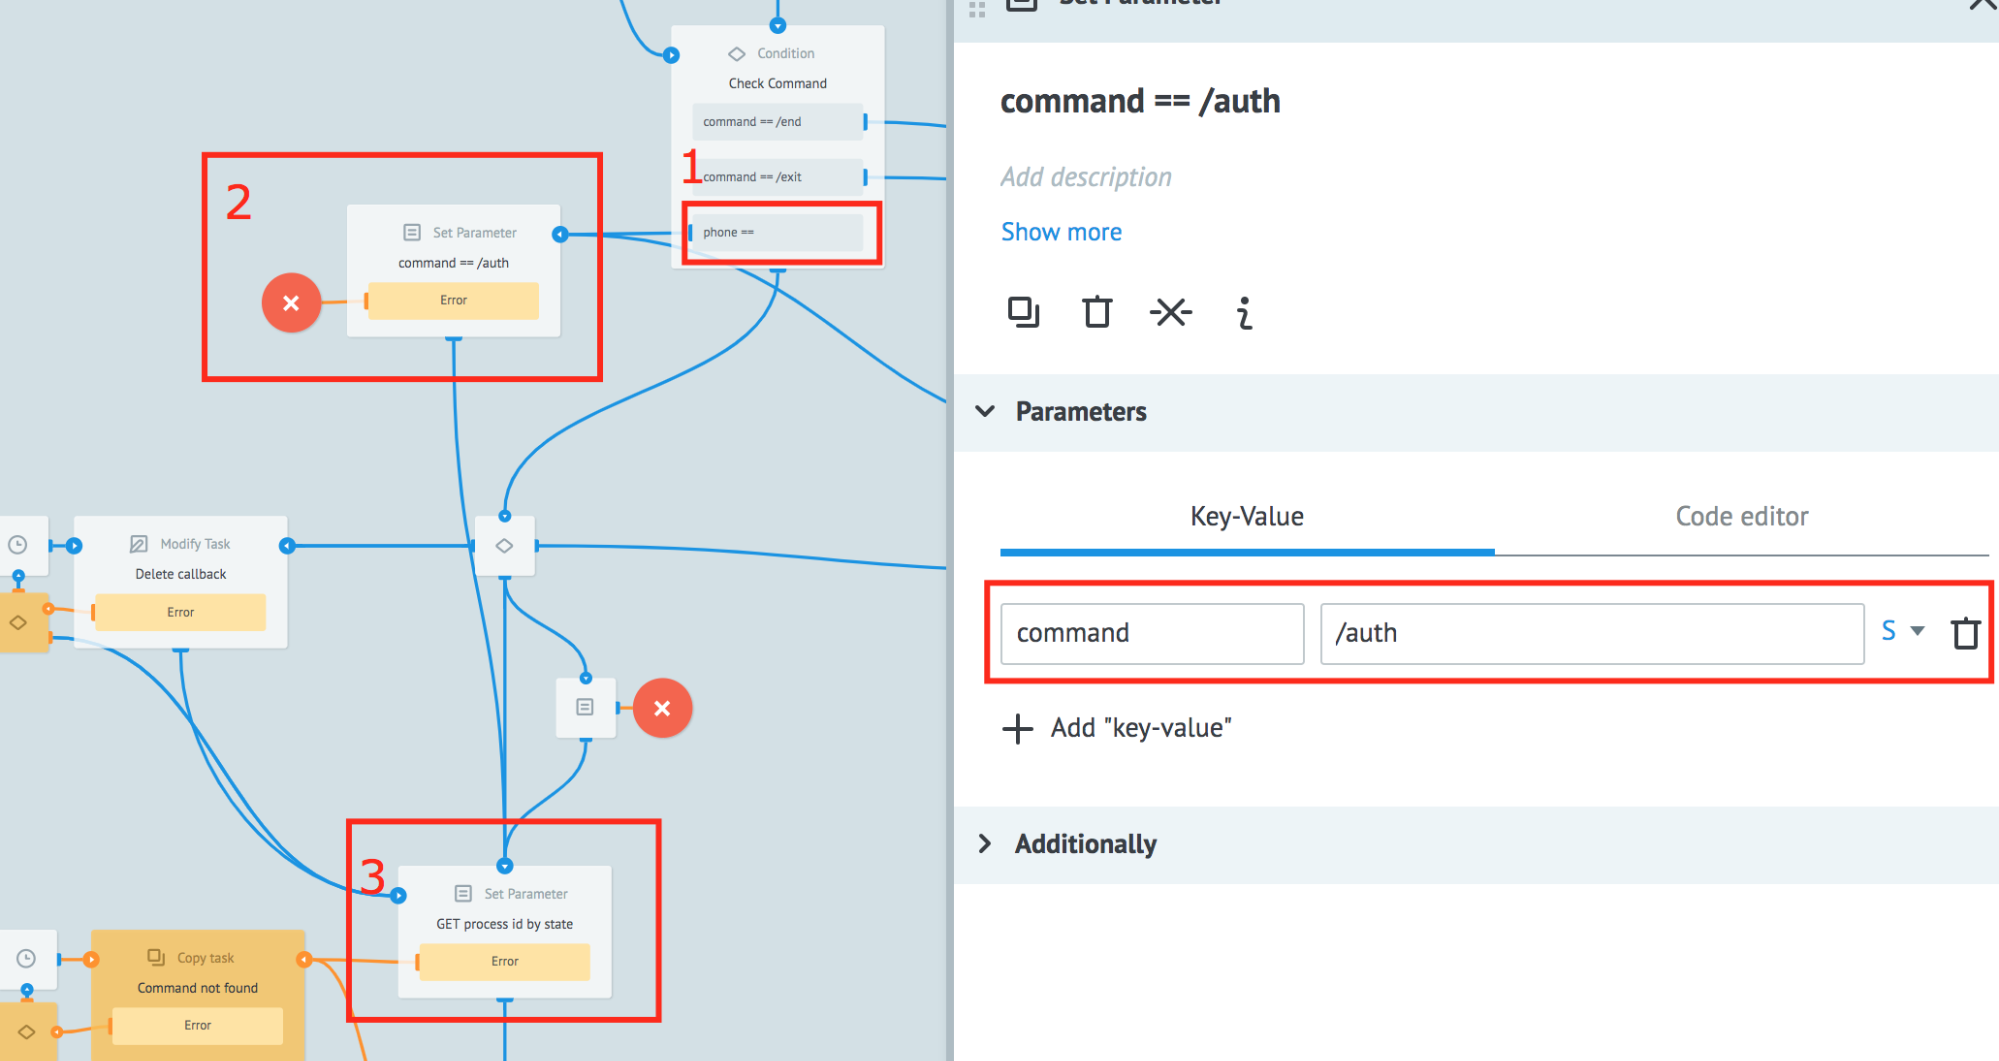 Condition
Check Command
command == /end
1
command == /exit
phone ==
2
Set Parameter
command == /auth
Error
Modify Task
Delete callback
Error
3
Set Parameter
GET process id by state
Error
Copy task
Command not found
Error
Set Parameter
command == /auth
Add description
Show more
Parameters
Key-Value
Code editor
command
/auth
S
Add "key-value"
Additionally